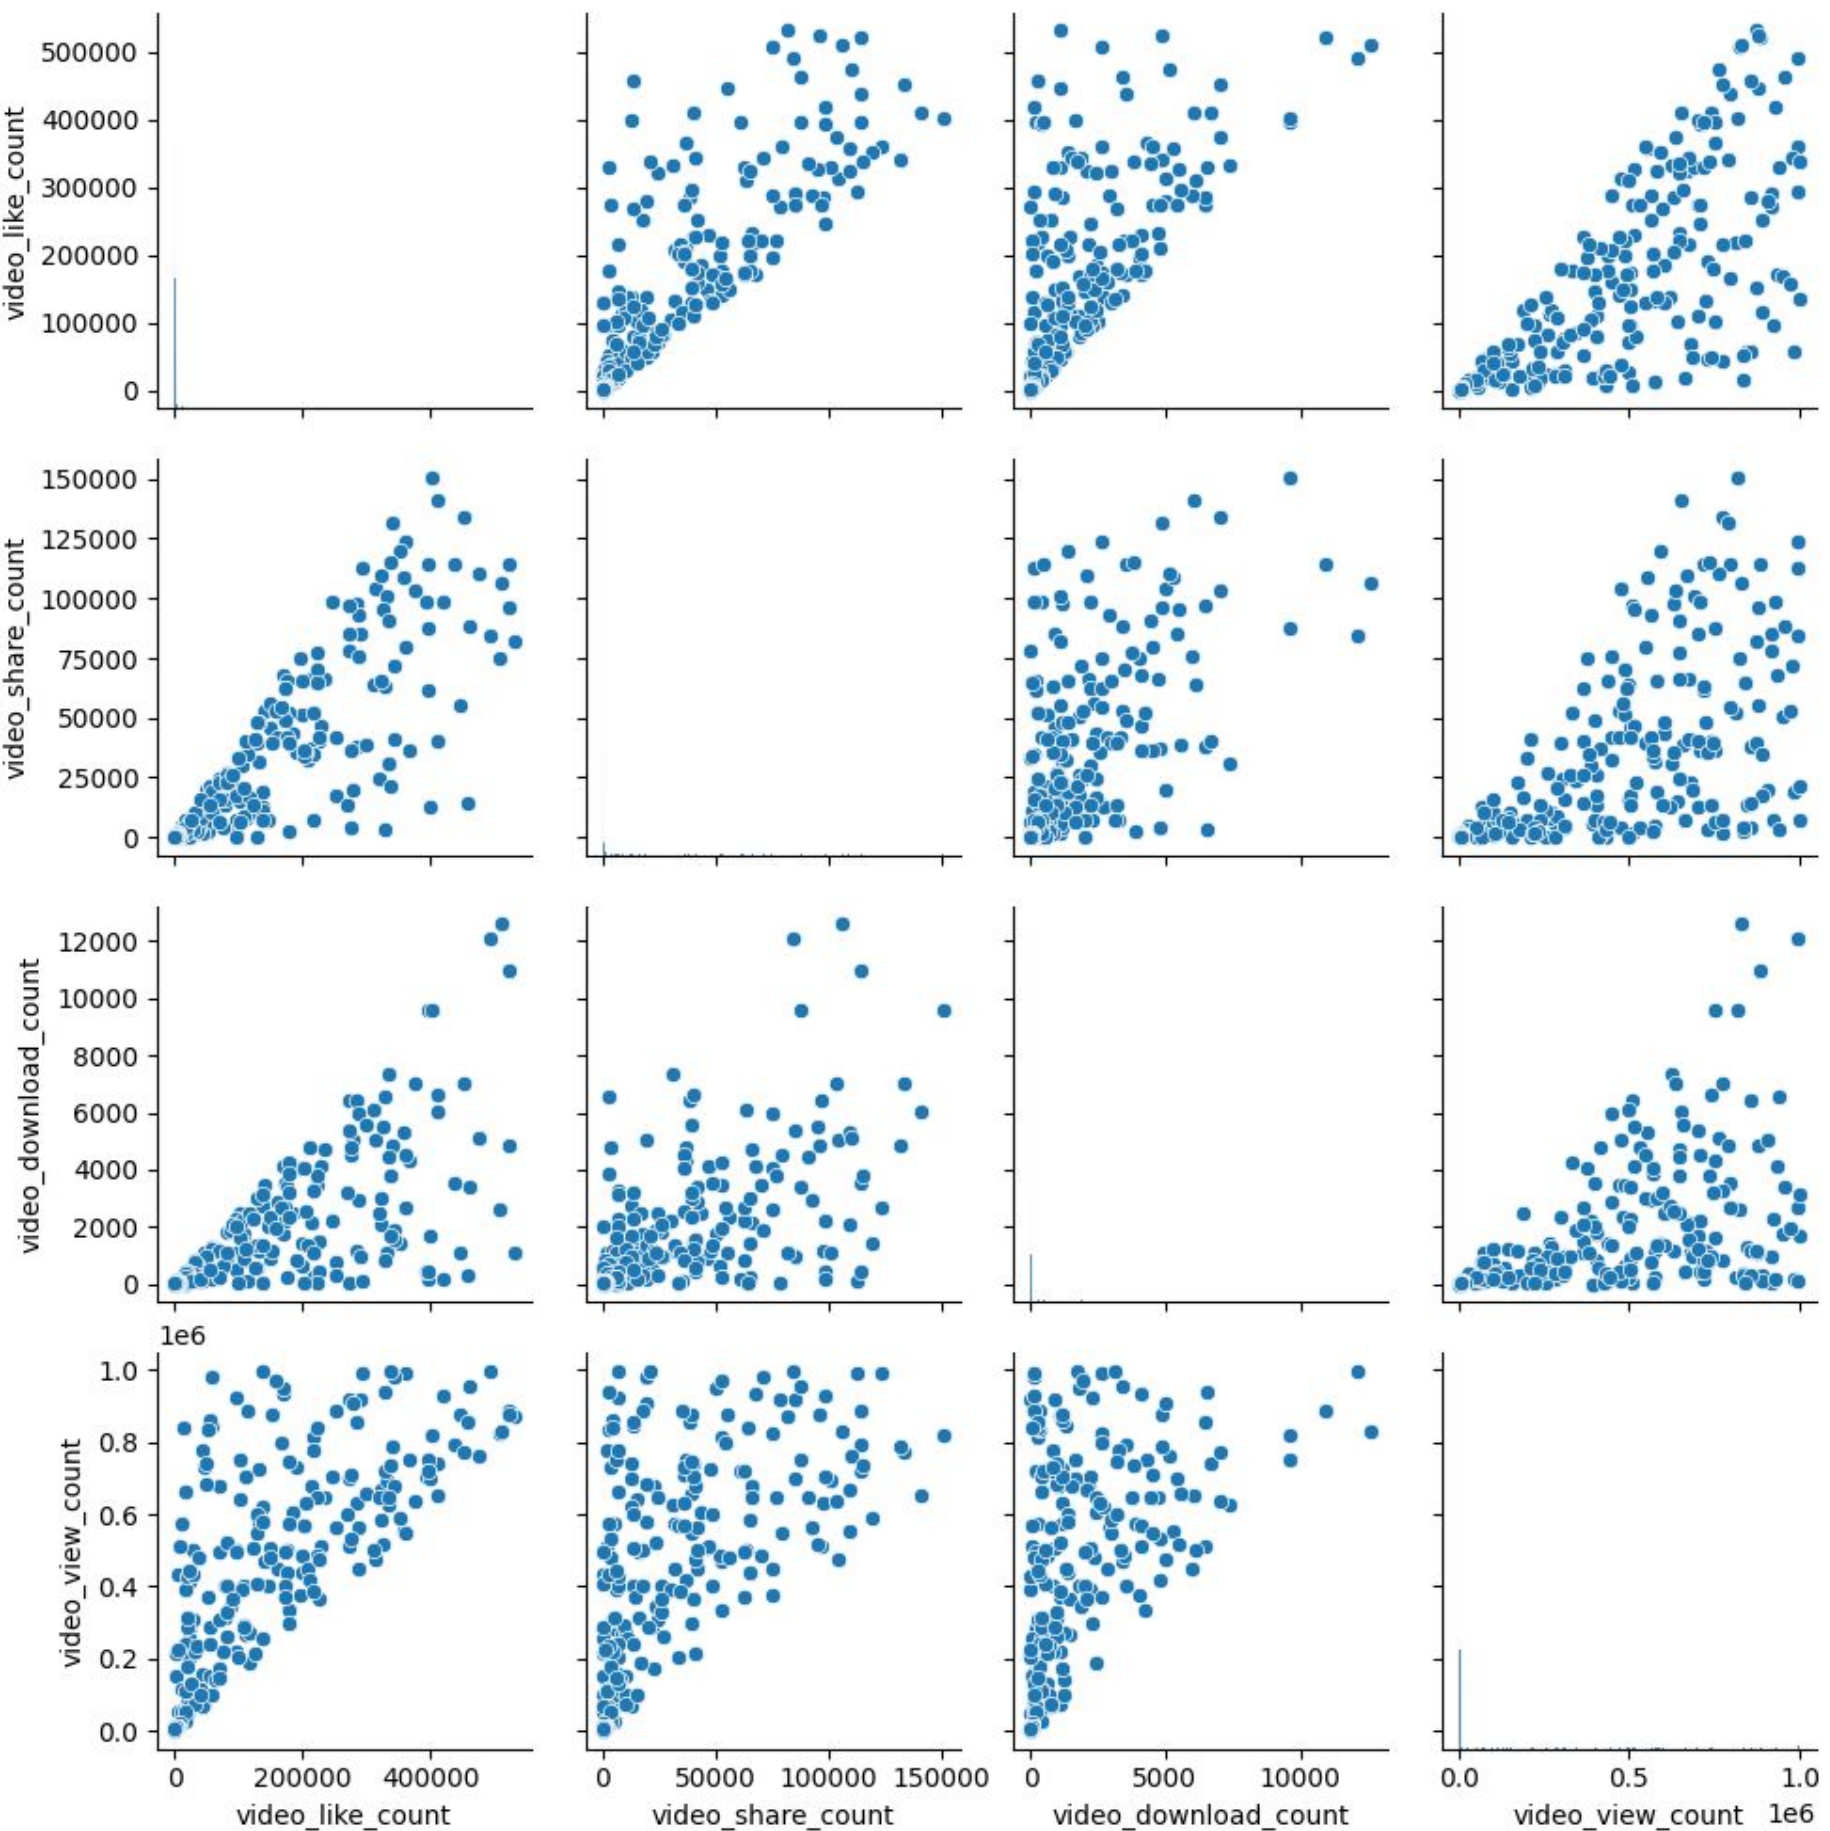 video_like_count
500000
400000
300000
200000
100000
0
video_share_count
150000
125000
100000
75000
50000
25000
0
video_download_count
12000
10000
8000
6000
4000
2000
0
1e6
video_view_count
1.0
0.8
0.6
0.4
0.2
0.0
0 200000 400000
video_like_count
0 50000 100000 150000
video_share_count
0 5000 10000
video_download_count
0.0 0.5 1.0
video_view_count 1e6